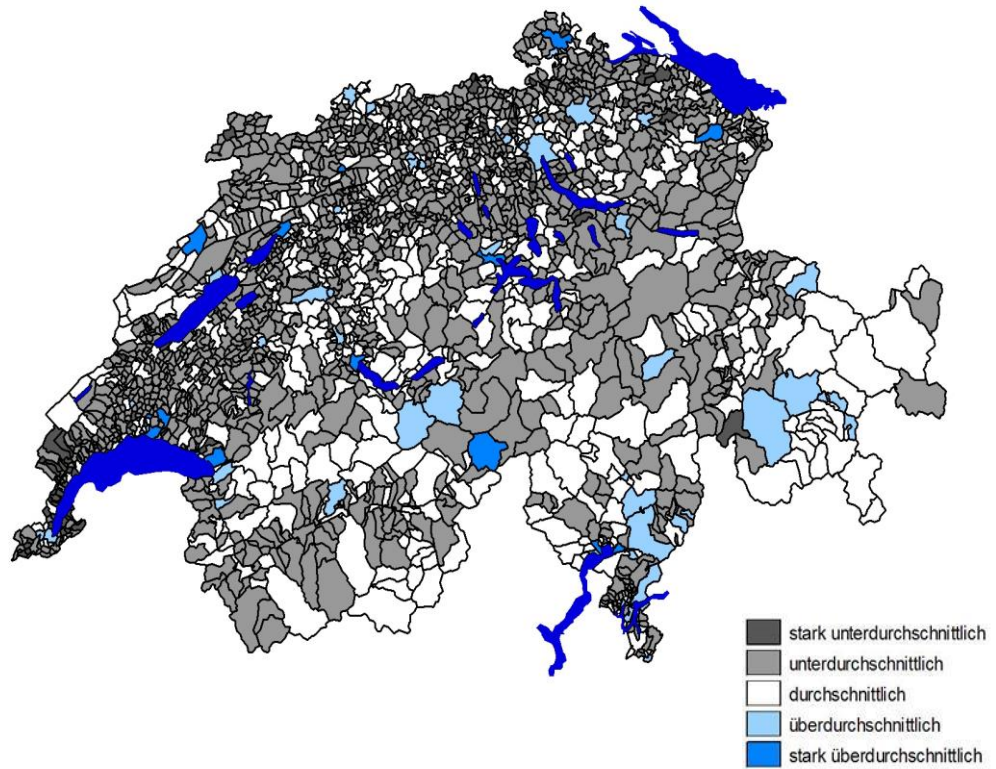 stark unterdurchschnittlich
unterdurchschnittlich
durchschnittlich
überdurchschnittlich
stark überdurchschnittlich